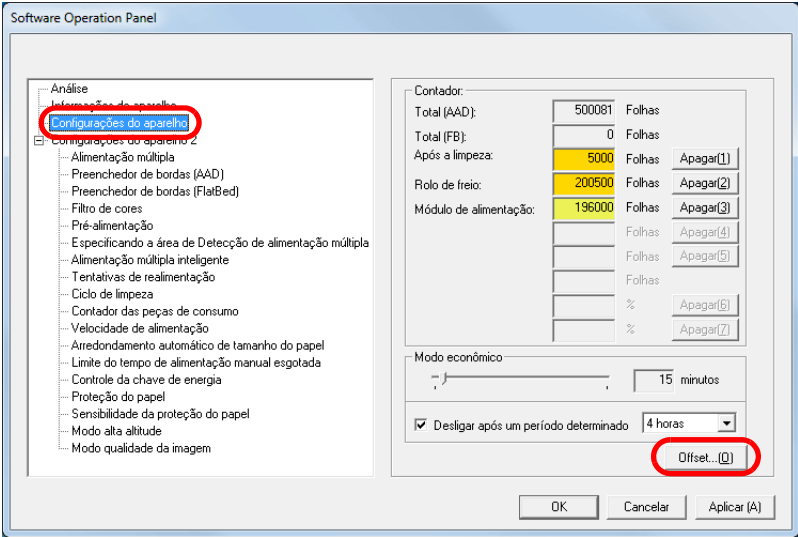 Software Operation Panel
Análise
Informações do aparelho
Configurações do aparelho
Configurações do aparelho 2
Alimentação múltipla
Preenchedor de bordas (AAD)
Preenchedor de bordas (FlatBed)
Filtro de cores
Pré-alimentação
Especificando a área de Detecção de alimentação múltipla
Alimentação múltipla inteligente
Tentativas de realimentação
Ciclo de limpeza
Contador das peças de consumo
Velocidade de alimentação
Arredondamento automático de tamanho do papel
Limite do tempo de alimentação manual esgotada
Controle da chave de energia
Proteção do papel
Sensibilidade da proteção do papel
Modo alta altitude
Modo qualidade da imagem
Contador:
Total (AAD): 500081 Folhas
Total (FB): 0 Folhas
Após a limpeza: 5000 Folhas Apagar(1)
Rolo de freio: 200500 Folhas Apagar(2)
Módulo de alimentação: 196000 Folhas Apagar(3)
Folhas Apagar(4)
Folhas Apagar(5)
Folhas
% Apagar(6)
% Apagar(7)
Modo econômico
15 minutos
Desligar após um período determinado 4 horas
Offset...(O)
OK Cancelar Aplicar (A)